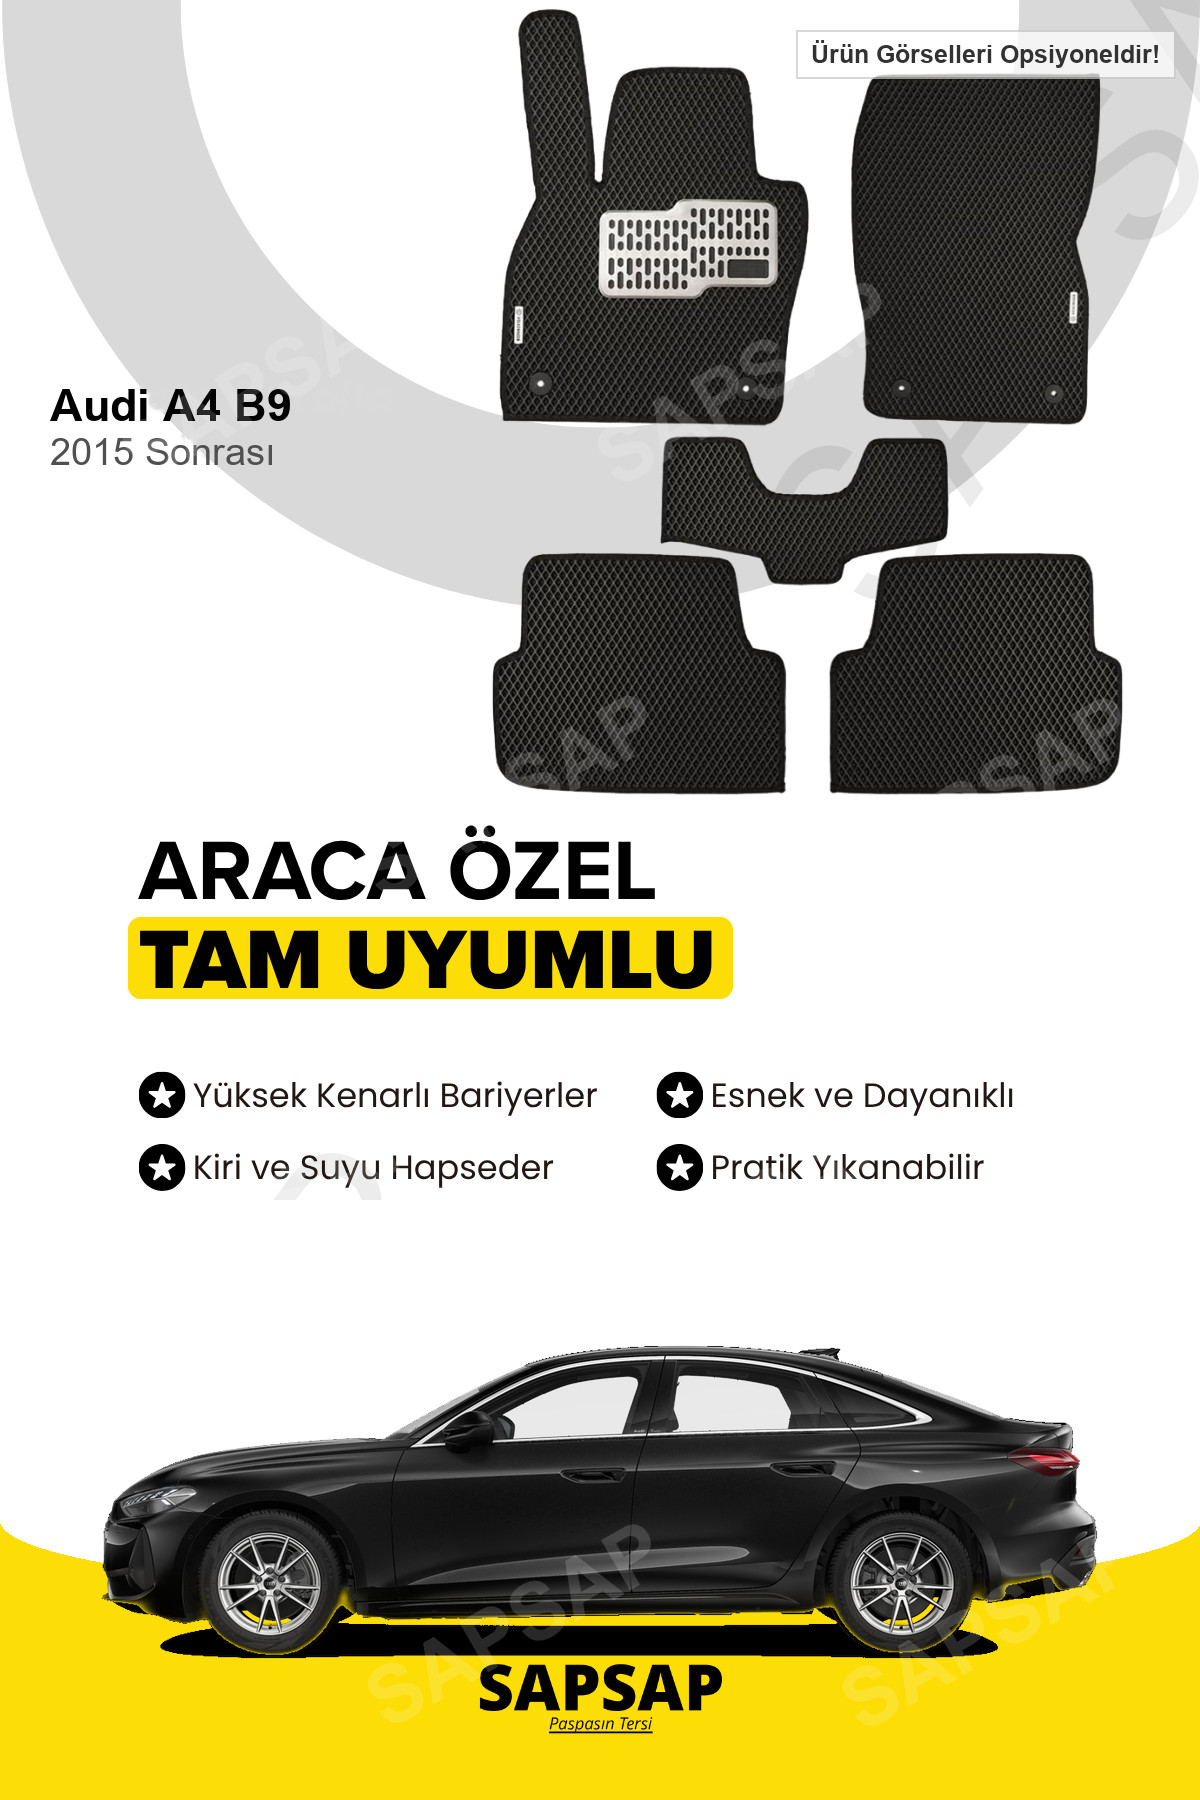 Ürün Görselleri Opsiyoneldir!
Audi A4 B9
2015 Sonrası
ARACA ÖZEL
TAM UYUMLU
Yüksek Kenarlı Bariyerler
Esnek ve Dayanıklı
Kiri ve Suyu Hapseder
Pratik Yıkanabilir
SAPSAP
Paspasın Tersi